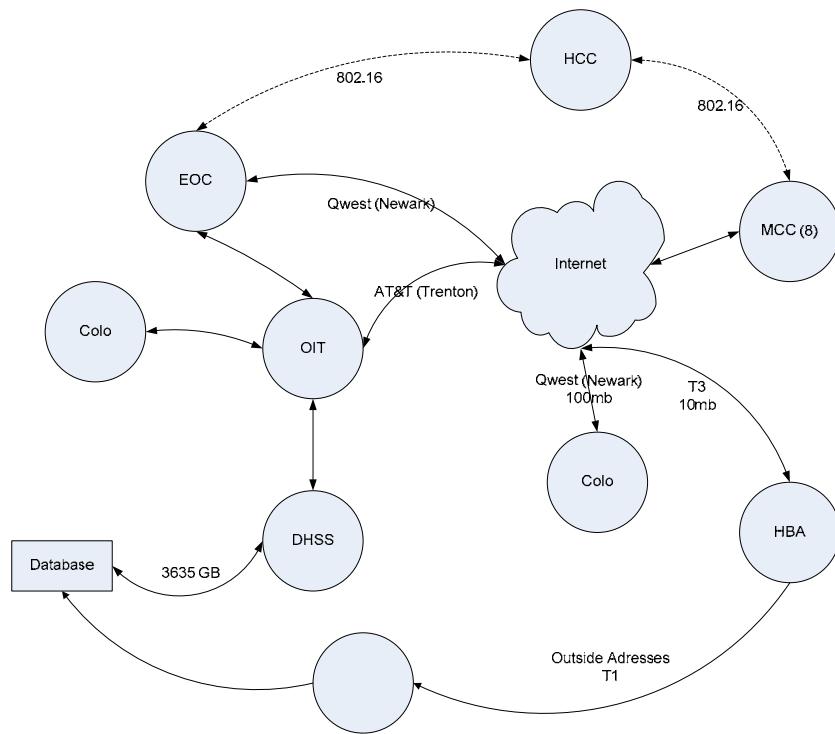 HCC
802.16
802.16
EOC
MCC (8)
Qwest (Newark)
Internet
AT&T (Trenton)
Colo
OIT
Qwest (Newark)
100mb
T3
10mb
Colo
HBA
DHSS
Database
3635 GB
Outside Adresses
T1